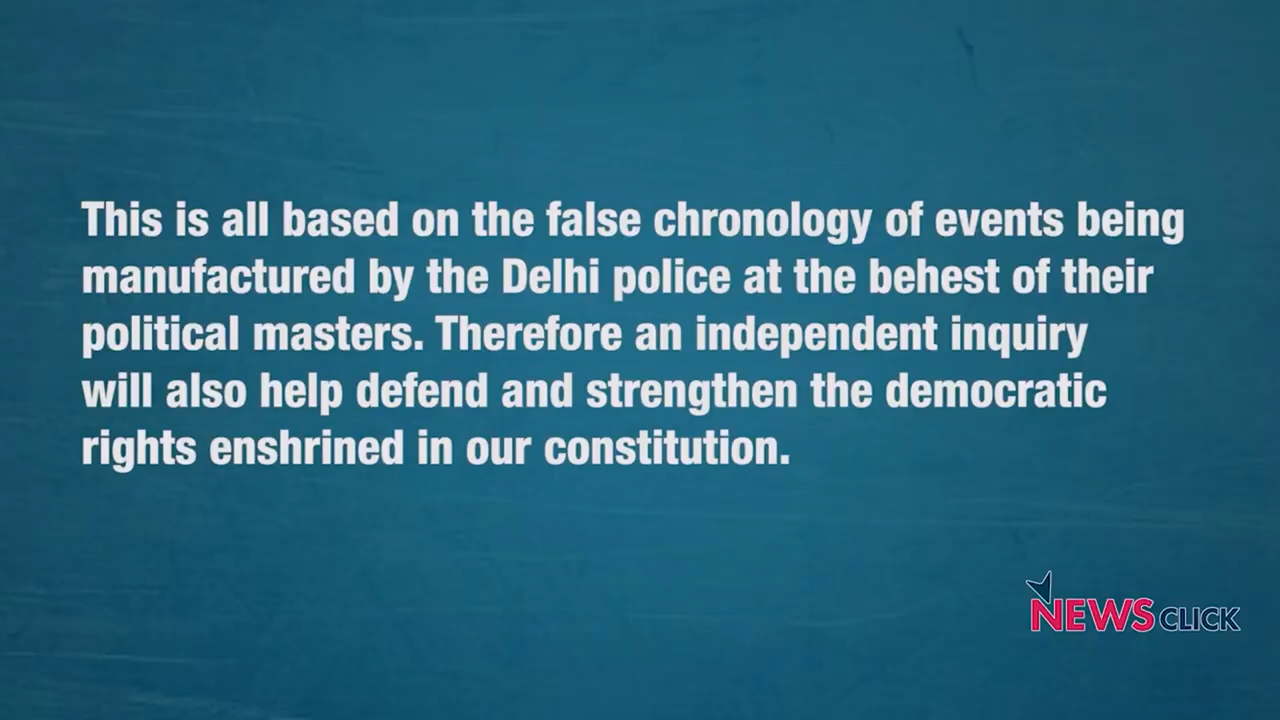 This is all based on the false chronology of events being
manufactured by the Delhi police at the behest of their
political masters. Therefore an independent inquiry
will also help defend and strengthen the democratic
rights enshrined in our constitution.
NEWSCLICK